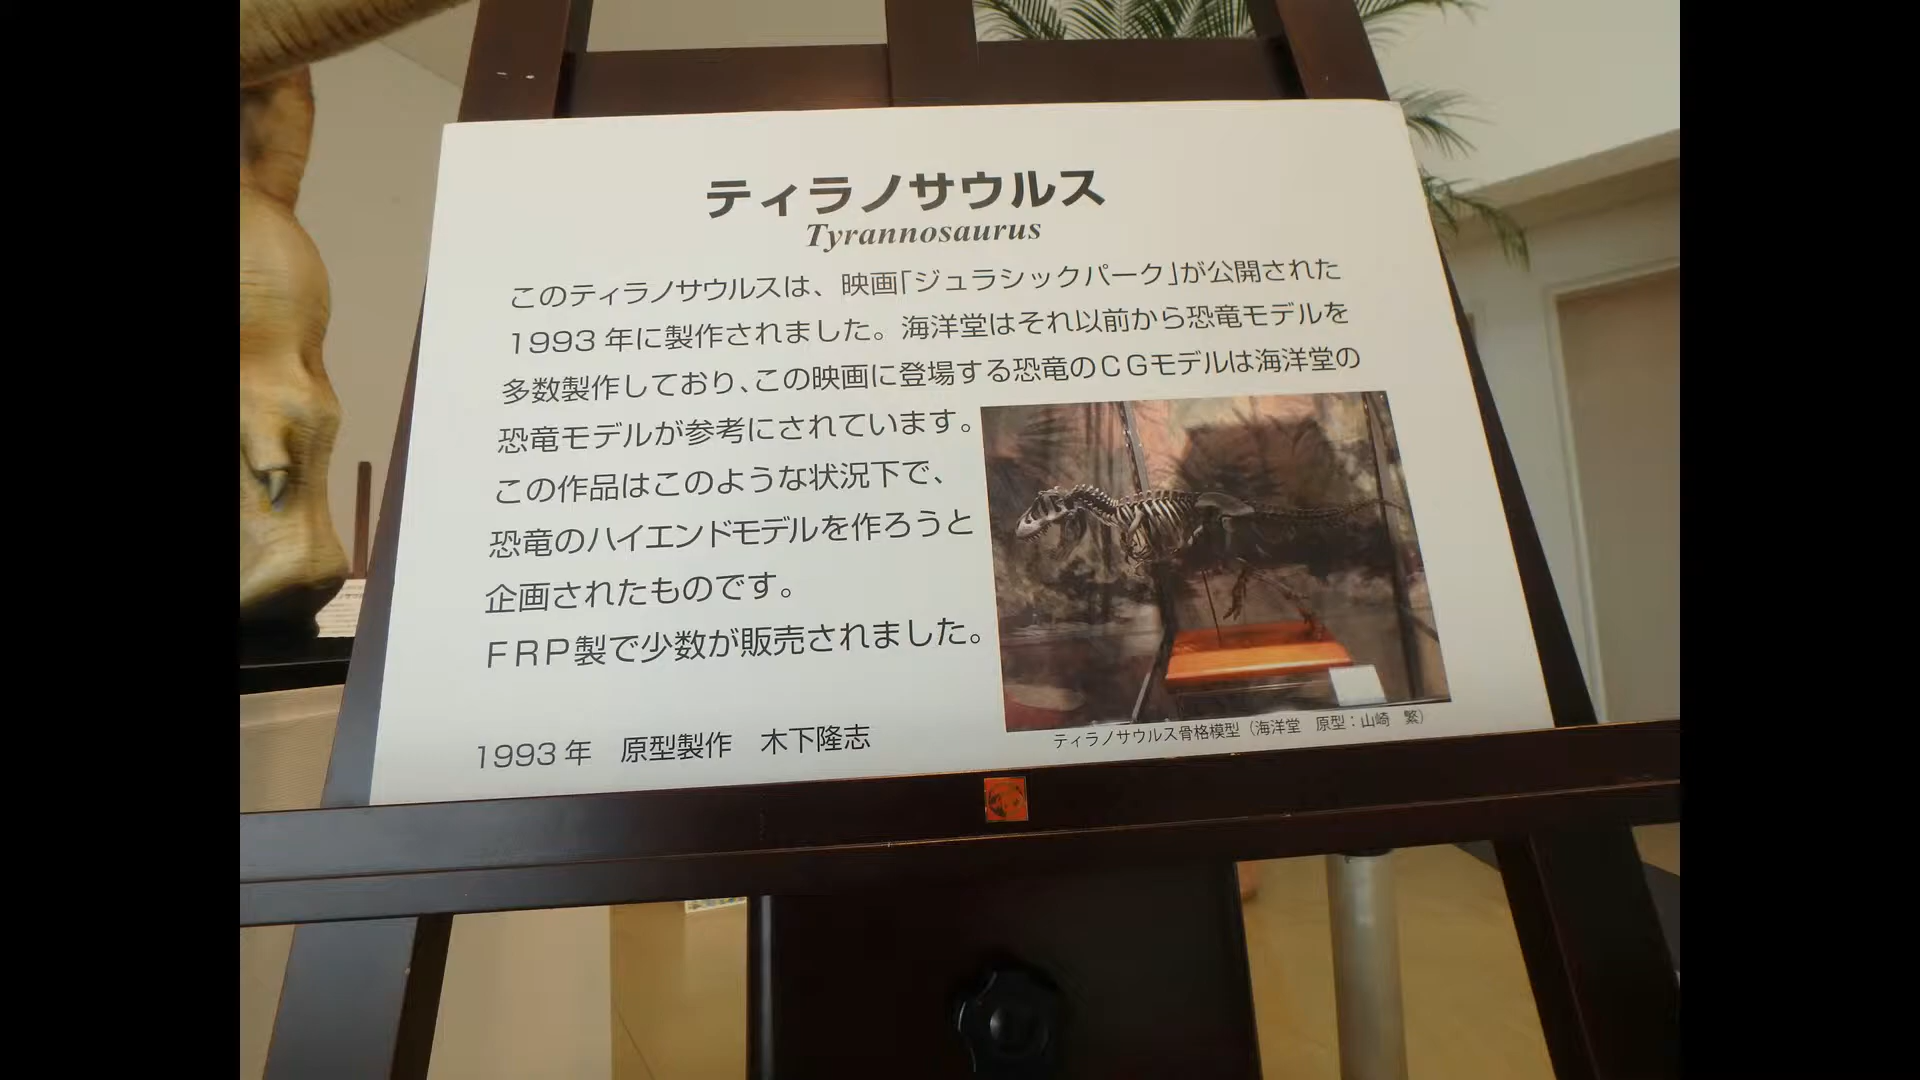 ティラノサウルス
Tyrannosaurus
このティラノサウルスは、映画「ジュラシックパーク」が公開された
1993年に製作されました。海洋堂はそれ以前から恐竜モデルを
多数製作しており、この映画に登場する恐竜のCGモデルは海洋堂の
恐竜モデルが参考にされています。
この作品はこのような状況下で、
恐竜のハイエンドモデルを作ろうと
企画されたものです。
FRP製で少数が販売されました。
ティラノサウルス骨格模型（海洋堂　原型：山崎　繁）
1993年　原型製作　木下隆志